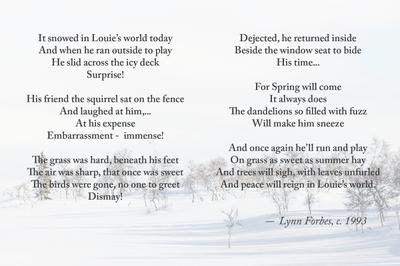 It snowed in Louie's world today
And when he ran outside to play
He slid across the icy deck
Surprise!
His friend the squirrel sat on the fence
And laughed at him,...
At his expense
Embarrassment - immense!
The grass was hard, beneath his feet
The air was sharp, that once was sweet
The birds were gone, no one to greet
Dismay!
Dejected, he returned inside
Beside the window seat to bide
His time...
For Spring will come
It always does
The dandelions so filled with fuzz
Will make him sneeze
And once again he'll run and play
On grass as sweet as summer hay
And trees will sigh, with leaves unfurled
And peace will reign in Louie's world.
— Lynn Forbes, c. 1993